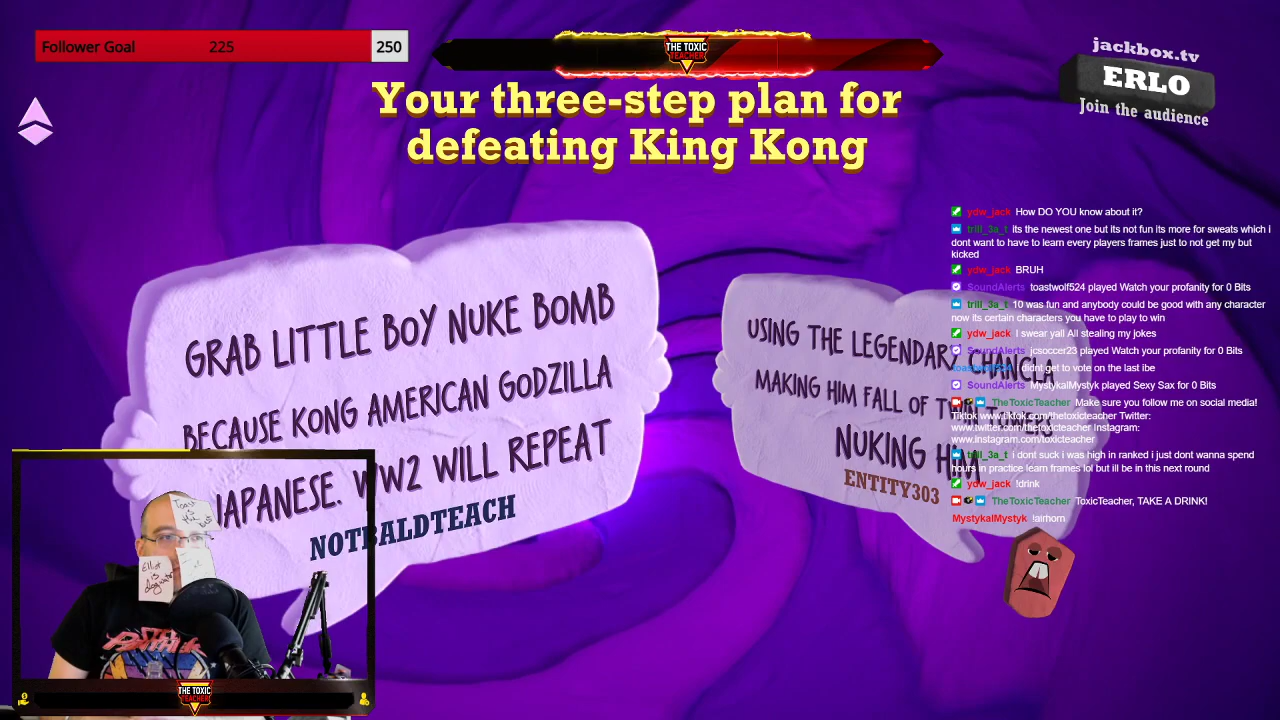 Follower Goal 225 250
THE TOXIC
TEACHER
jackbox.tv
ERLO
Join the audience
Your three-step plan for
defeating King Kong
GRAB LITTLE BOY NUKE BOMB
BECAUSE KONG AMERICAN GODZILLA
JAPANESE. WW2 WILL REPEAT
NOTBALDTEACH
USING THE LEGENDARY CHANCLA
MAKING HIM FALL OF TWIN TOWERS
NUKING HIM
ENTITY303
ydw_jack How DO YOU know about it?
trill_3a_t its the newest one but its not fun its more for sweats which i
dont want to have to learn every players frames just to not get my but
kicked
ydw_jack BRUH
SoundAlerts toastwolf524 played Watch your profanity for 0 Bits
trill_3a_t 10 was fun and anybody could be good with any character
now its certain characters you have to play to win
ydw_jack I swear yall All stealing my jokes
SoundAlerts jcsoccer23 played Watch your profanity for 0 Bits
toastwolf524 i didnt get to vote on the last ibe
SoundAlerts MystykalMystyk played Sexy Sax for 0 Bits
TheToxicTeacher Make sure you follow me on social media!
Tiktok www.tiktok.com/thetoxicteacher Twitter:
www.twitter.com/thetoxicteacher Instagram:
www.instagram.com/toxicteacher
trill_3a_t i dont suck i was high in ranked i just dont wanna spend
hours in practice learn frames lol but ill be in this next round
ydw_jack !drink
TheToxicTeacher ToxicTeacher, TAKE A DRINK!
MystykalMystyk !airhorn
THE TOXIC
TEACHER